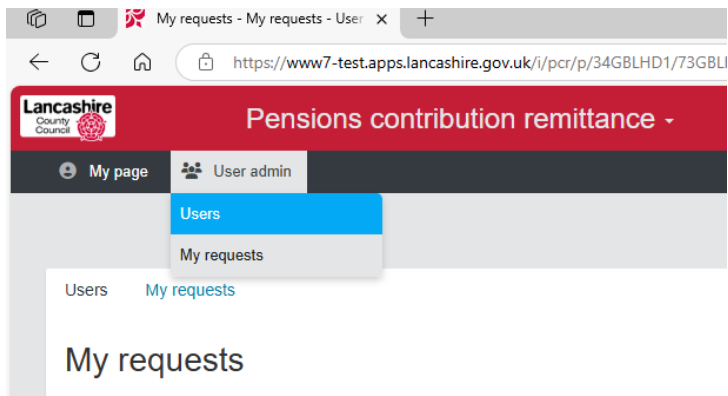 My requests - My requests - User
https://www7-test.apps.lancashire.gov.uk/i/pcr/p/34GBLHD1/73GBL
Lancashire
County
Council
Pensions contribution remittance
My page
User admin
Users
My requests
Users My requests
My requests